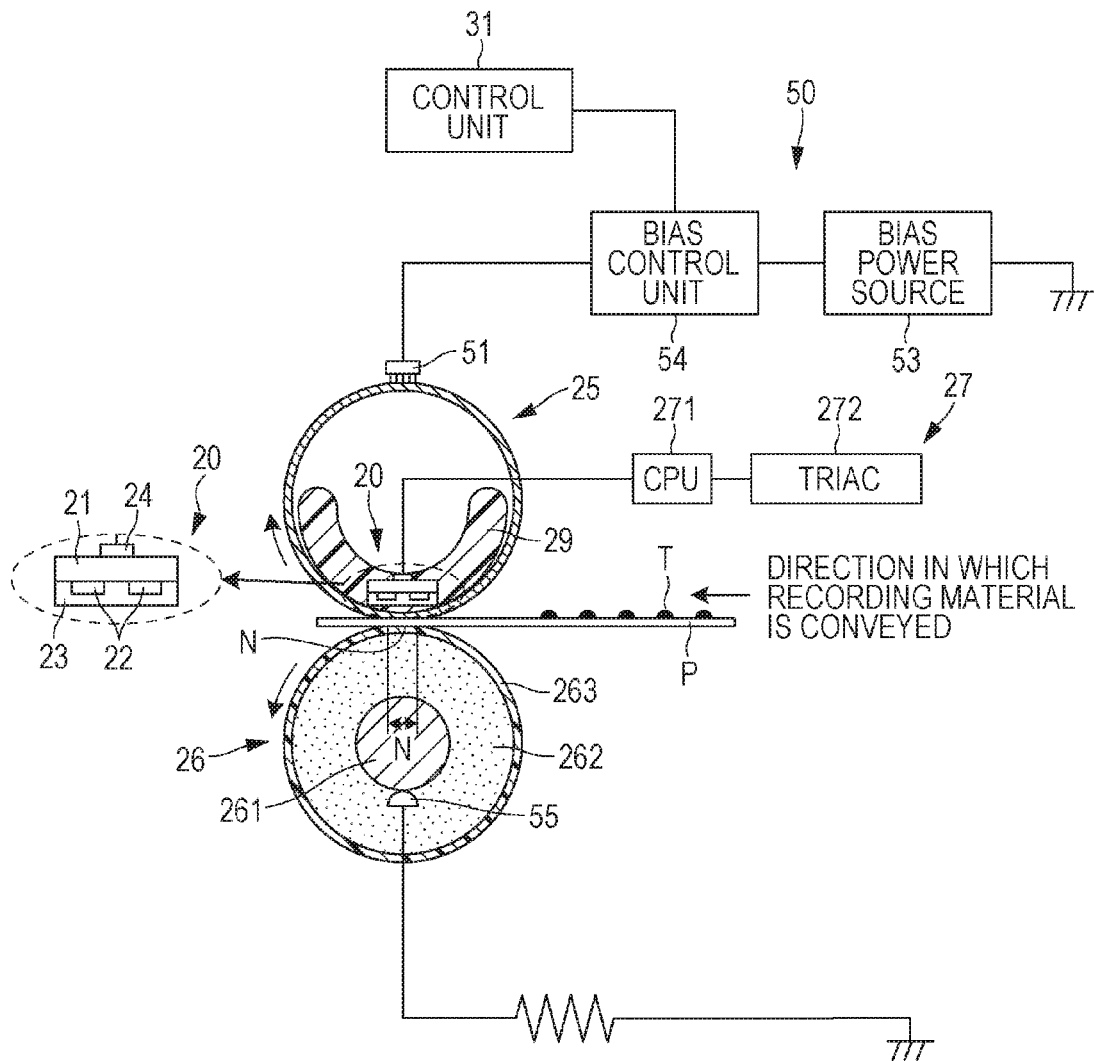 31
CONTROL
UNIT
50
BIAS
CONTROL
UNIT
BIAS
POWER
SOURCE
54
53
51
25
271
272
27
CPU
TRIAC
20
21
24
20
29
23
22
T
DIRECTION IN WHICH
RECORDING MATERIAL
IS CONVEYED
N
P
263
26
N
262
261
55